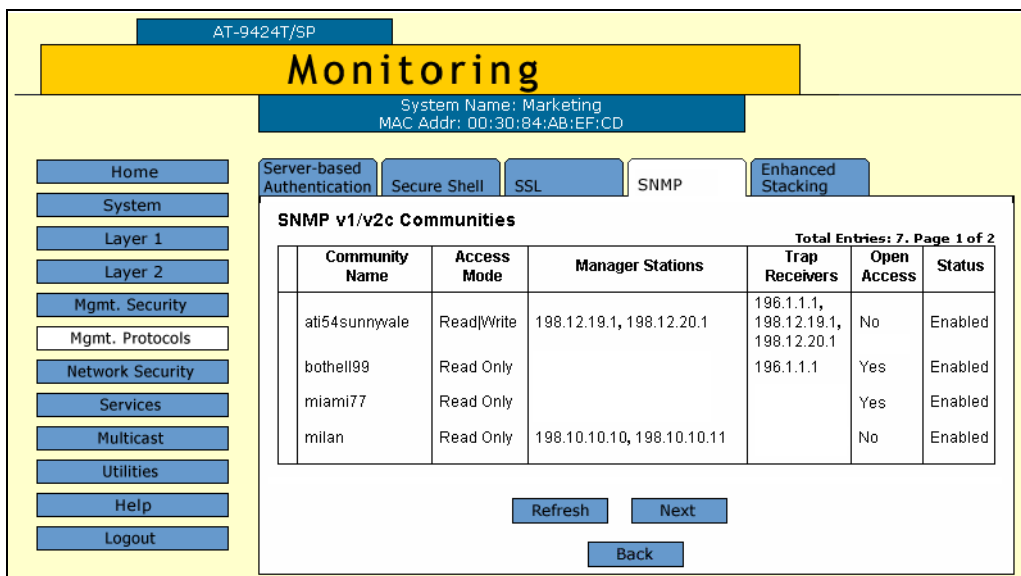 AT-9424T/SP
Monitoring
System Name: Marketing
MAC Addr: 00:30:84:AB:EF:CD
Home
System
Layer 1
Layer 2
Mgmt. Security
Mgmt. Protocols
Network Security
Services
Multicast
Utilities
Help
Logout
Server-based
Authentication
Secure Shell
SSL
SNMP
Enhanced
Stacking
SNMP v1/v2c Communities
Total Entries: 7. Page 1 of 2
Community
Name
Access
Mode
Manager Stations
Trap
Receivers
Open
Access
Status
ati54sunnyvale
Read|Write
198.12.19.1, 198.12.20.1
196.1.1.1,
198.12.19.1,
198.12.20.1
No
Enabled
bothell99
Read Only
196.1.1.1
Yes
Enabled
miami77
Read Only
Yes
Enabled
milan
Read Only
198.10.10.10, 198.10.10.11
No
Enabled
Refresh
Next
Back